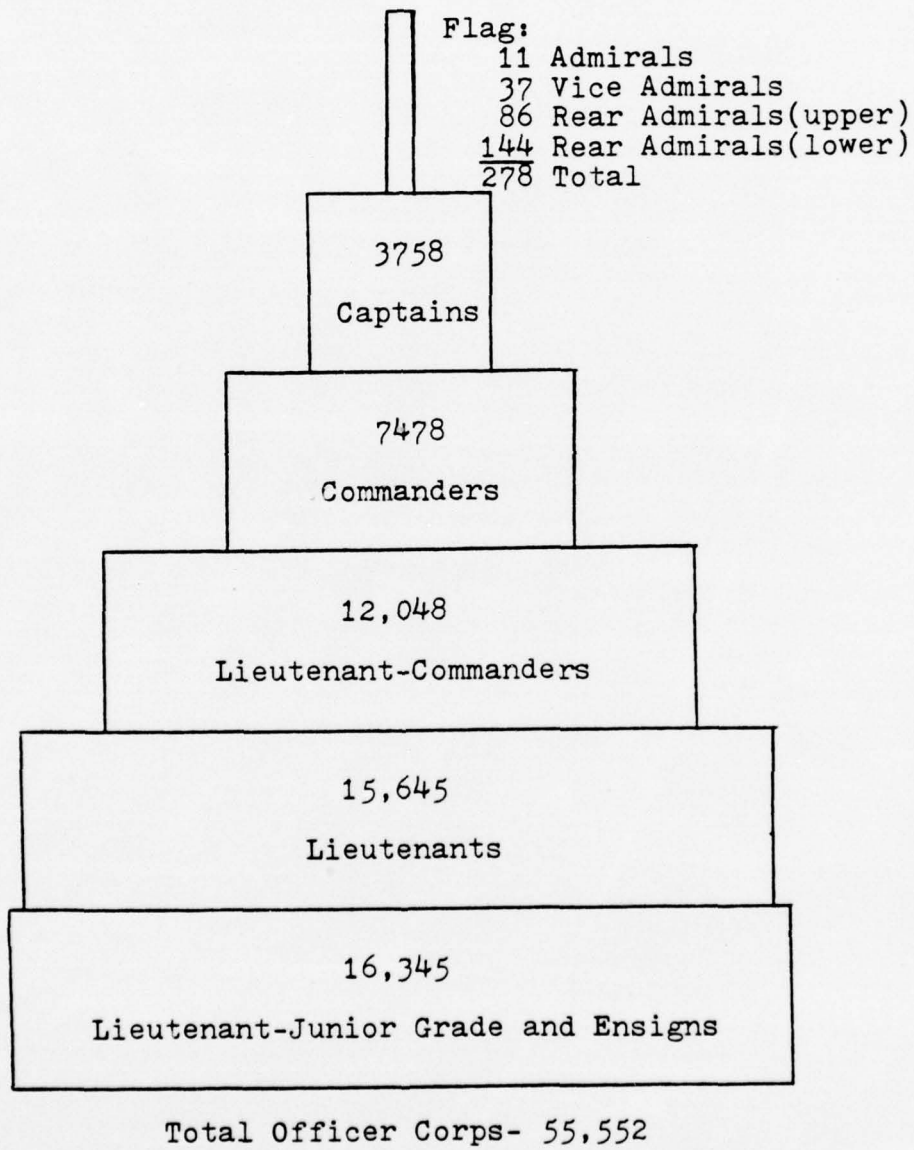 Flag:
11 Admirals
37 Vice Admirals
86 Rear Admirals(upper)
144 Rear Admirals(lower)
278 Total
3758
Captains
7478
Commanders
12,048
Lieutenant-Commanders
15,645
Lieutenants
16,345
Lieutenant-Junior Grade and Ensigns
Total Officer Corps- 55,552